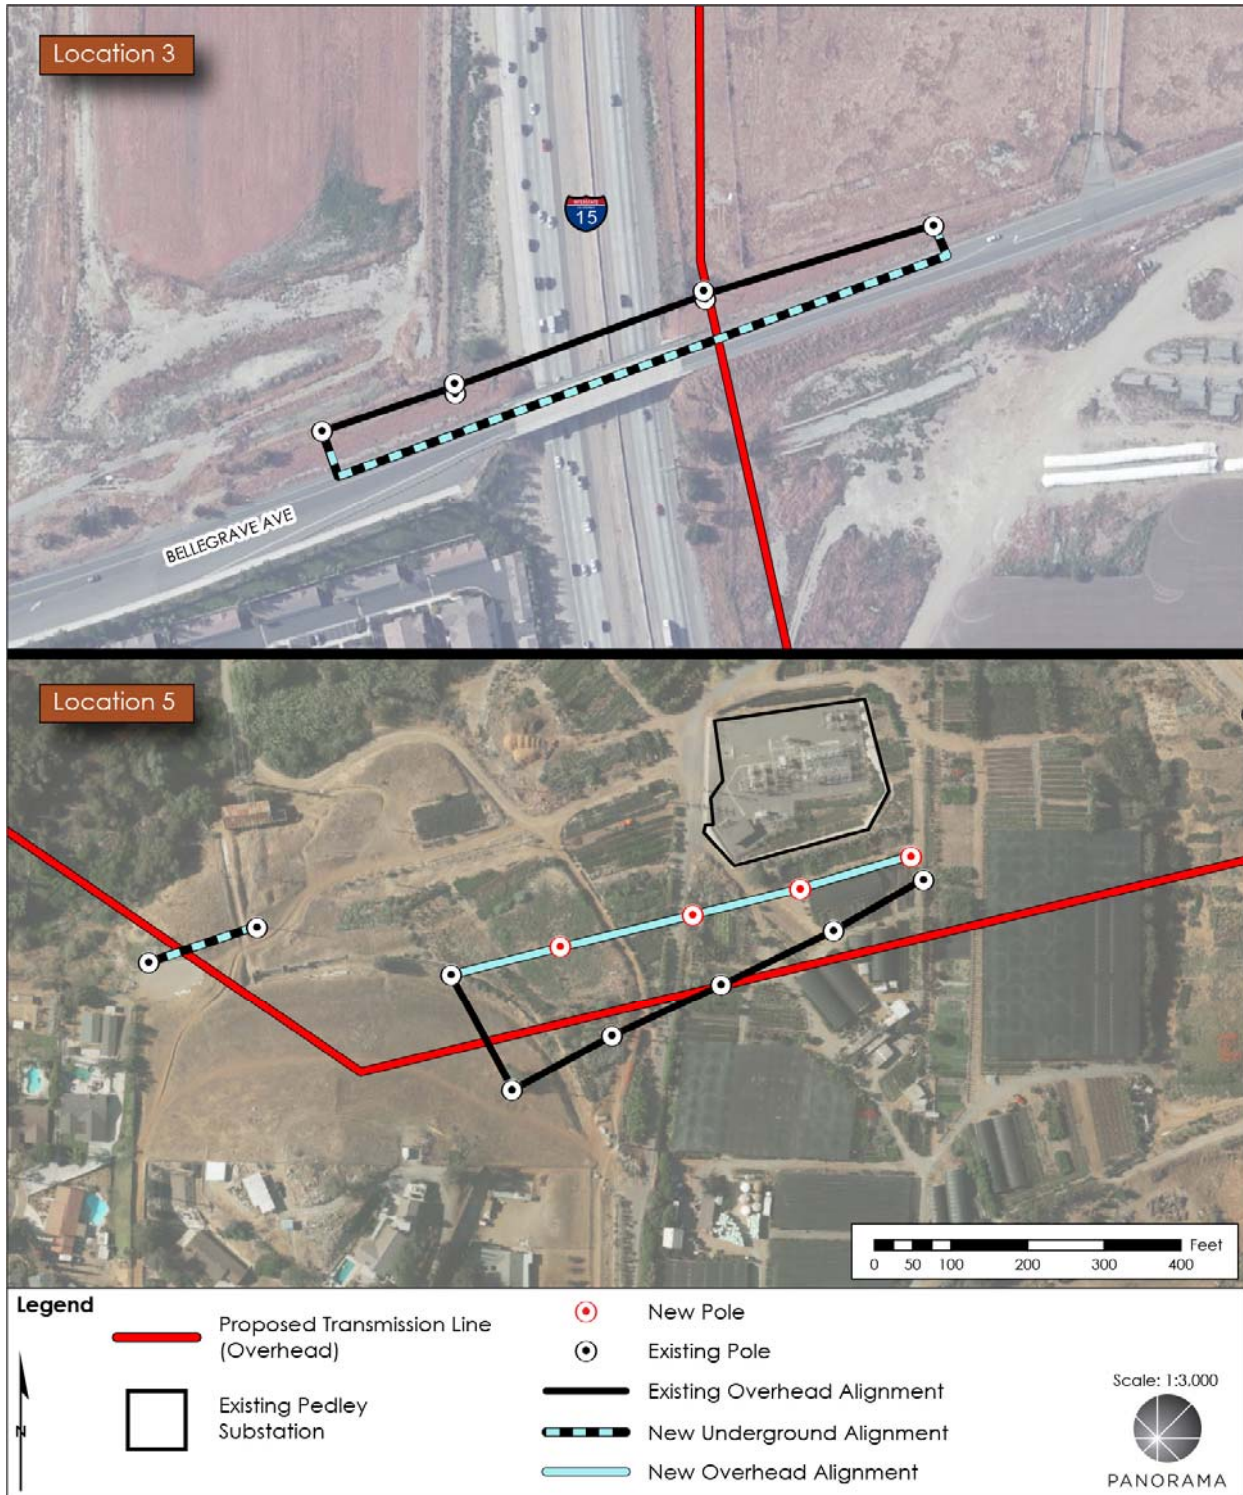 Location 3
INTERSTATE
15
BELLEGRAVE AVE
Location 5
Feet
0 50 100 200 300 400
Legend
Proposed Transmission Line
(Overhead)
Existing Pedley
Substation
N
New Pole
Existing Pole
Existing Overhead Alignment
New Underground Alignment
New Overhead Alignment
Scale: 1:3,000
PANORAMA